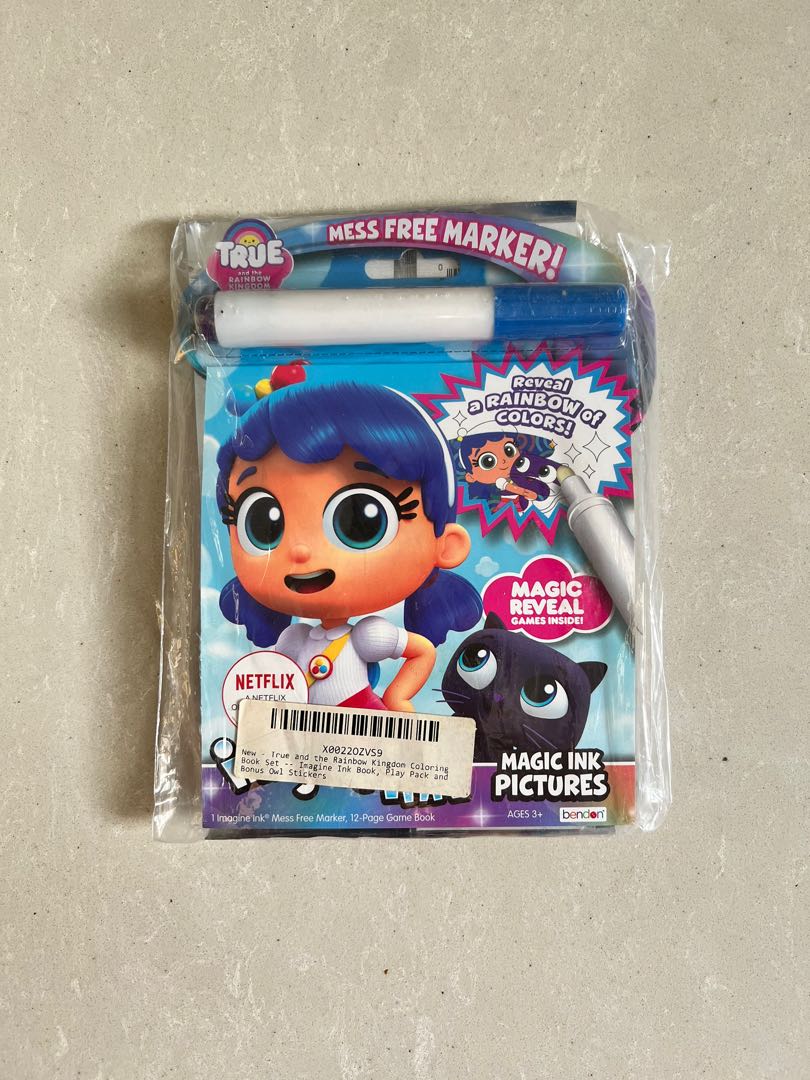 TRUE
and the
RAINBOW
KINGDOM
MESS FREE MARKER!
Reveal
a RAINBOW of
COLORS!
MAGIC
REVEAL
GAMES INSIDE!
NETFLIX
A NETFLIX
X0022OZVS9
New - True and the Rainbow Kingdom Coloring
Book Set -- Imagine Ink Book, Play Pack and
Bonus Owl Stickers
MAGIC INK
PICTURES
1 Imagine Ink® Mess Free Marker, 12-Page Game Book
AGES 3+
bendon®